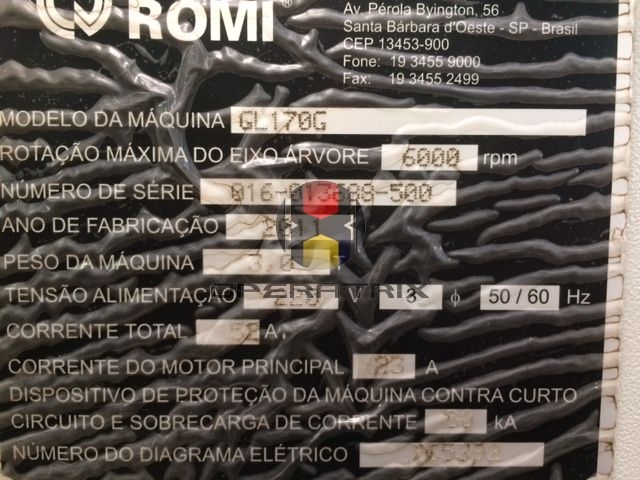 ROMI®
Av. Pérola Byington, 56
Santa Bárbara d'Oeste - SP - Brasil
CEP 13453-900
Fone: 19 3455 9000
Fax: 19 3455 2499
MODELO DA MÁQUINA GL170G
ROTAÇÃO MÁXIMA DO EIXO ÁRVORE 6000 rpm
NÚMERO DE SÉRIE
ANO DE FABRICAÇÃO
PESO DA MÁQUINA
OPERATRIX
TENSÃO ALIMENTAÇÃO V 3 ϕ 50/60 Hz
CORRENTE TOTAL A
CORRENTE DO MOTOR PRINCIPAL 23 A
DISPOSITIVO DE PROTEÇÃO DA MÁQUINA CONTRA CURTO
CIRCUITO E SOBRECARGA DE CORRENTE kA
NÚMERO DO DIAGRAMA ELÉTRICO